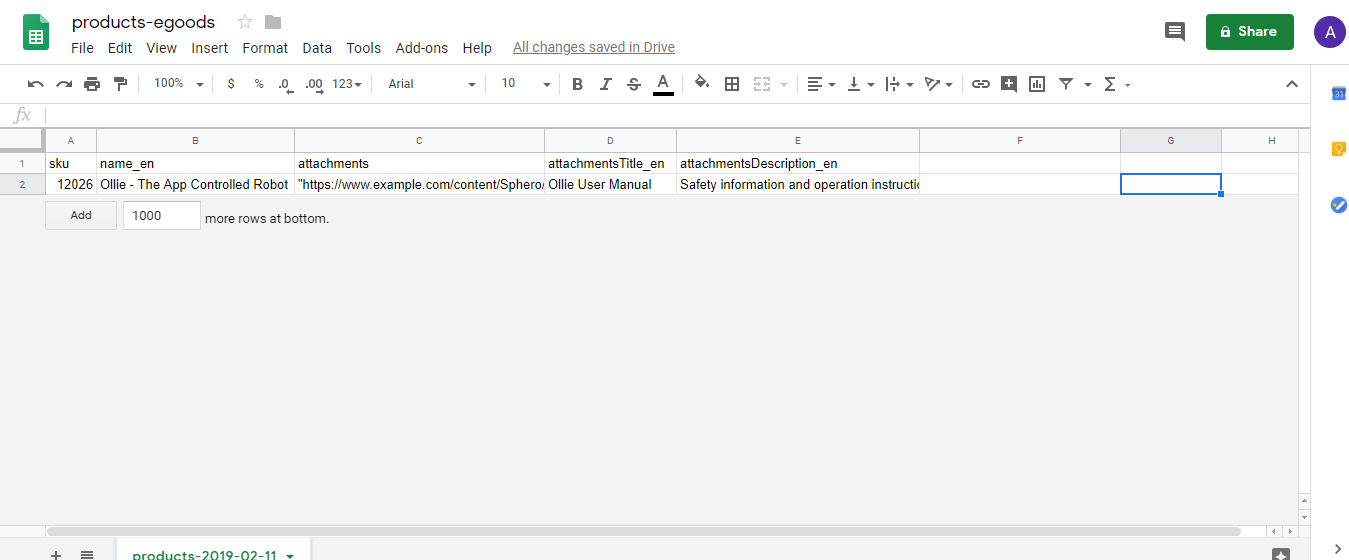 products-egoods
File Edit View Insert Format Data Tools Add-ons Help All changes saved in Drive
Share
A
100% $ % .0 .00 123 Arial 10 B I S A
31
fx
A B C D E F G H
1 sku name_en attachments attachmentsTitle_en attachmentsDescription_en
2 12026 Ollie - The App Controlled Robot "https://www.example.com/content/Sphero/ Ollie User Manual Safety information and operation instructio
Add 1000 more rows at bottom.
products-2019-02-11